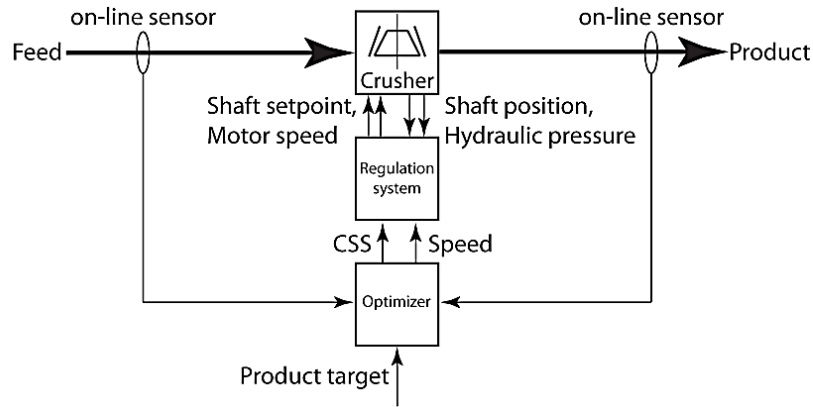 on-line sensor
on-line sensor
Feed
Product
Crusher
Shaft setpoint,
Motor speed
Shaft position,
Hydraulic pressure
Regulation
system
CSS
Speed
Optimizer
Product target